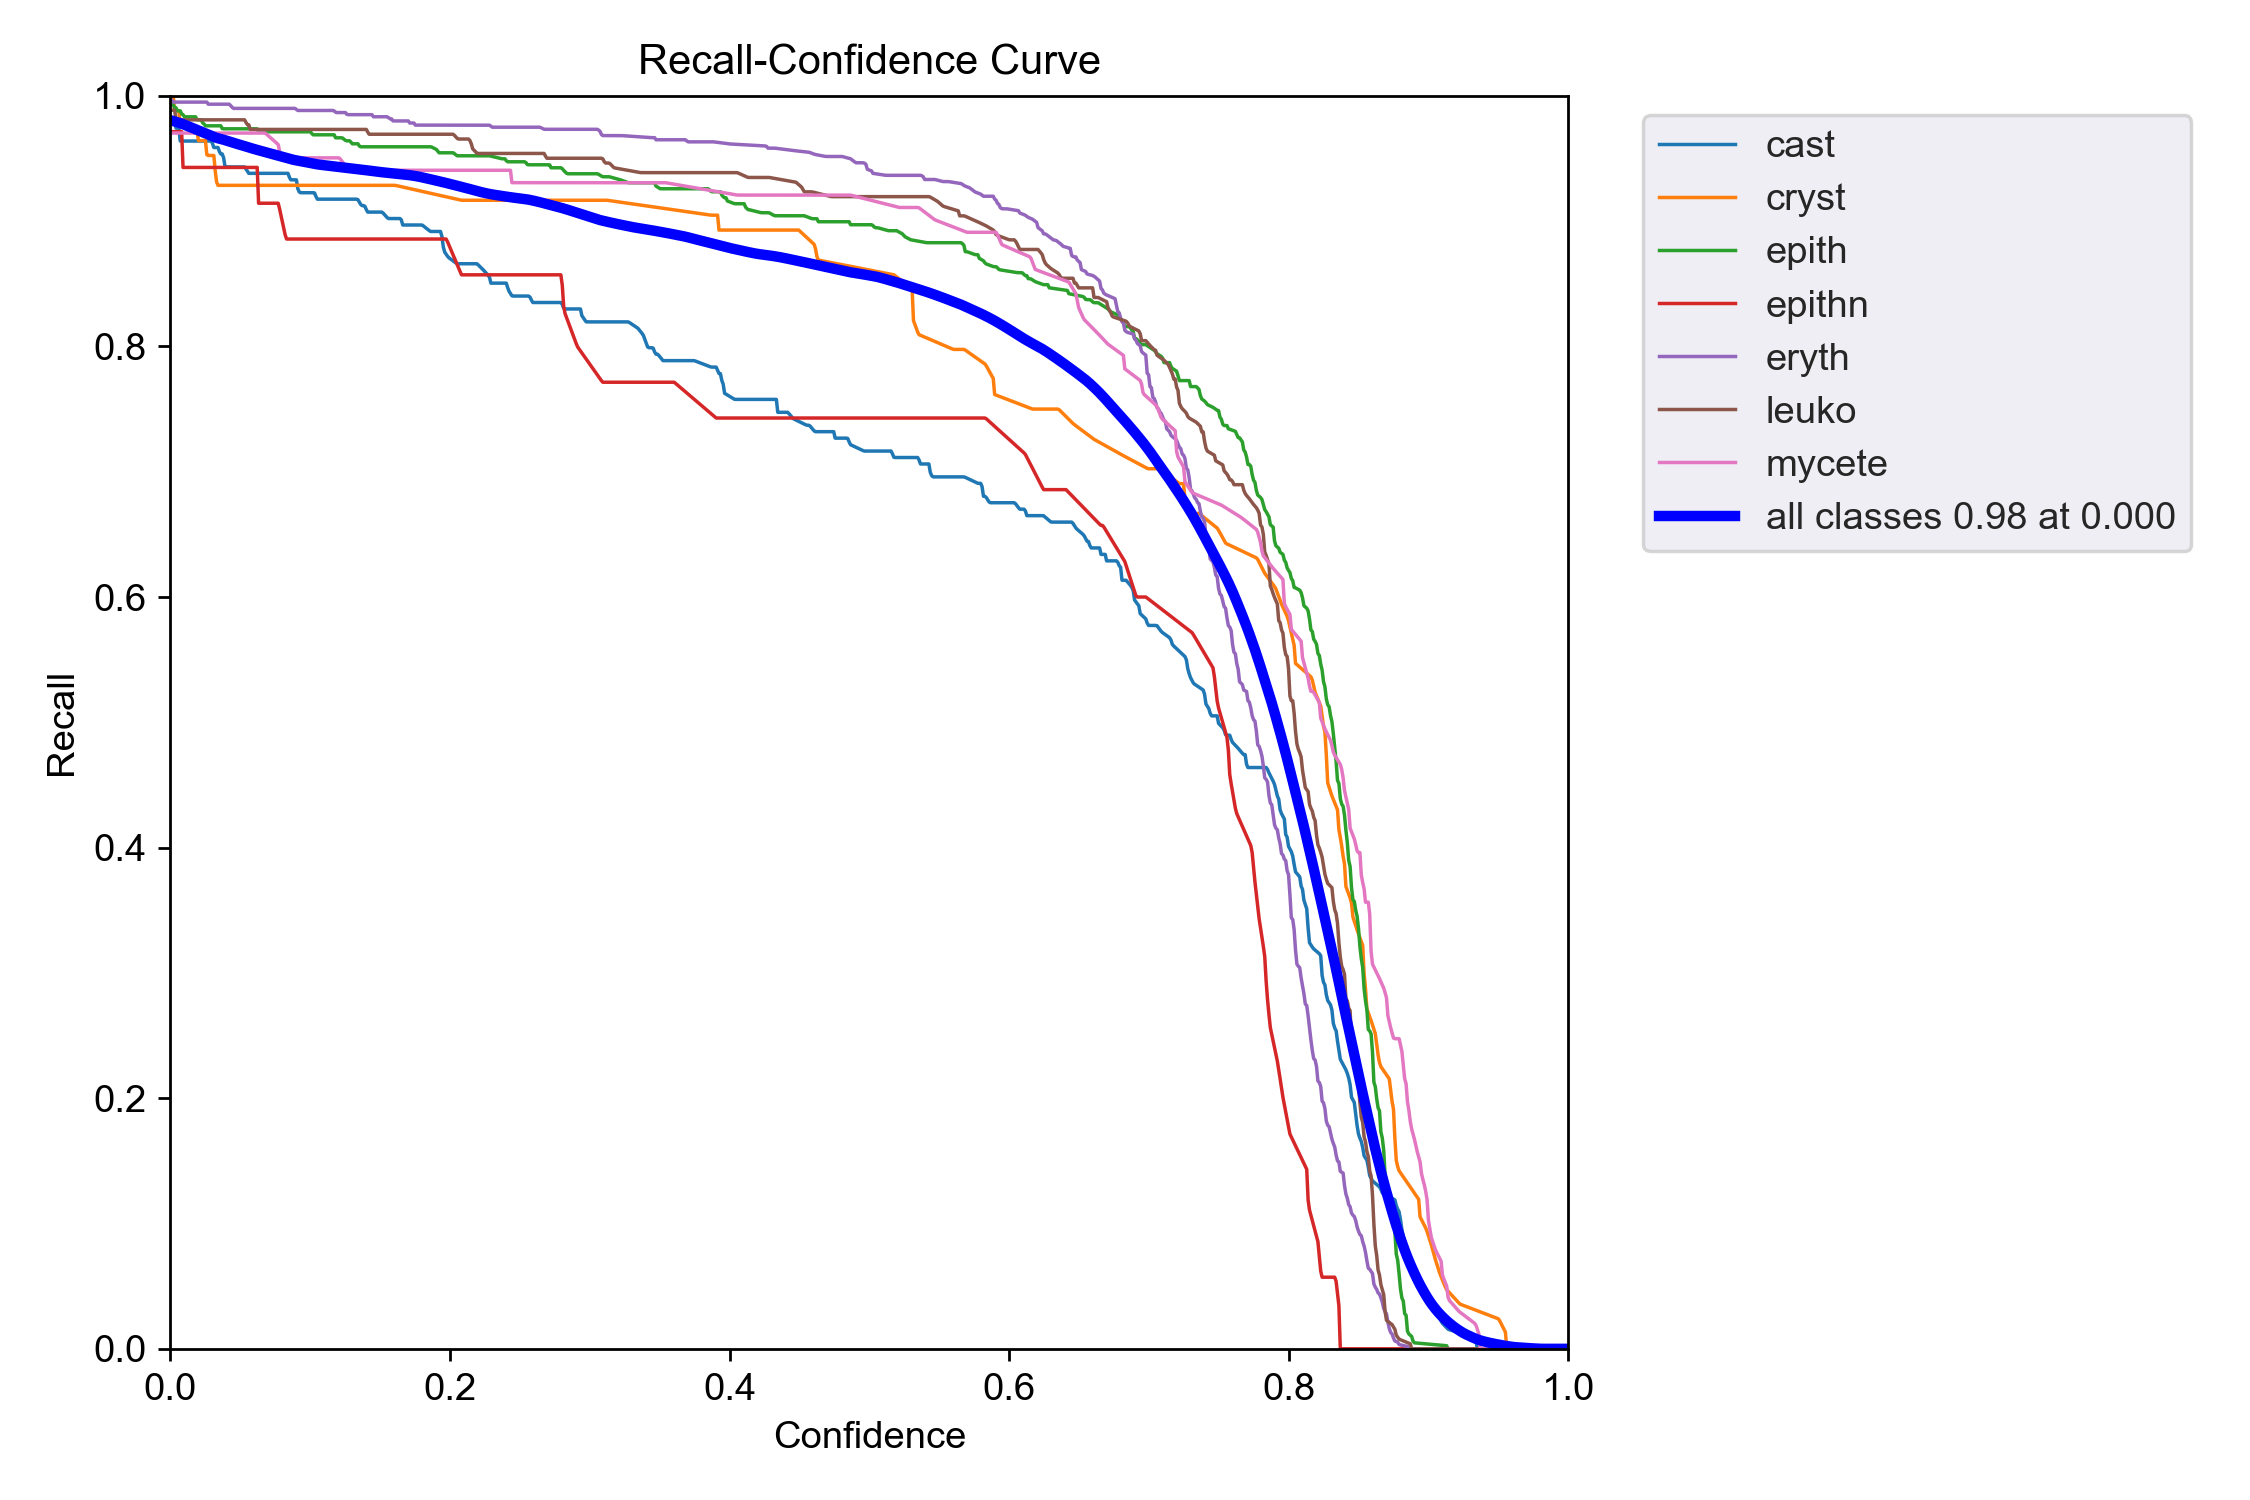 Recall-Confidence Curve
1.0
0.8
0.6
0.4
0.2
0.0
Recall
0.0 0.2 0.4 0.6 0.8 1.0
Confidence
cast
cryst
epith
epithn
eryth
leuko
mycete
all classes 0.98 at 0.000